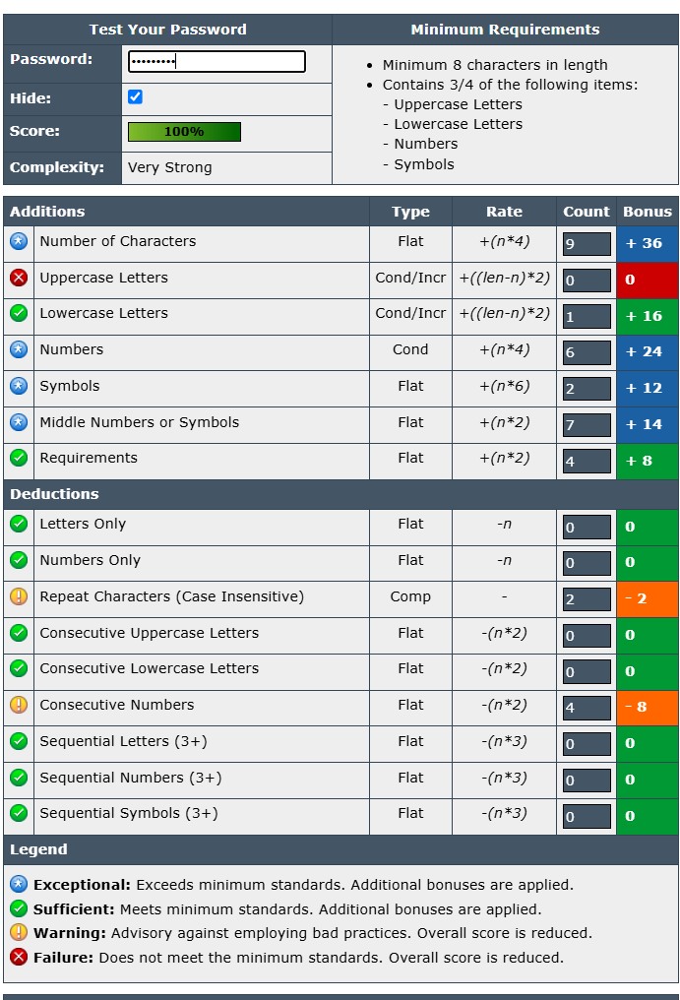 Test Your Password
Minimum Requirements
Password: •••••••••
Hide:
Score: 100%
Complexity: Very Strong
• Minimum 8 characters in length
• Contains 3/4 of the following items:
- Uppercase Letters
- Lowercase Letters
- Numbers
- Symbols
Additions Type Rate Count Bonus
Number of Characters Flat +(n*4) 9 + 36
Uppercase Letters Cond/Incr +((len-n)*2) 0 0
Lowercase Letters Cond/Incr +((len-n)*2) 1 + 16
Numbers Cond +(n*4) 6 + 24
Symbols Flat +(n*6) 2 + 12
Middle Numbers or Symbols Flat +(n*2) 7 + 14
Requirements Flat +(n*2) 4 + 8
Deductions
Letters Only Flat -n 0 0
Numbers Only Flat -n 0 0
Repeat Characters (Case Insensitive) Comp - 2 - 2
Consecutive Uppercase Letters Flat -(n*2) 0 0
Consecutive Lowercase Letters Flat -(n*2) 0 0
Consecutive Numbers Flat -(n*2) 4 - 8
Sequential Letters (3+) Flat -(n*3) 0 0
Sequential Numbers (3+) Flat -(n*3) 0 0
Sequential Symbols (3+) Flat -(n*3) 0 0
Legend
Exceptional: Exceeds minimum standards. Additional bonuses are applied.
Sufficient: Meets minimum standards. Additional bonuses are applied.
Warning: Advisory against employing bad practices. Overall score is reduced.
Failure: Does not meet the minimum standards. Overall score is reduced.